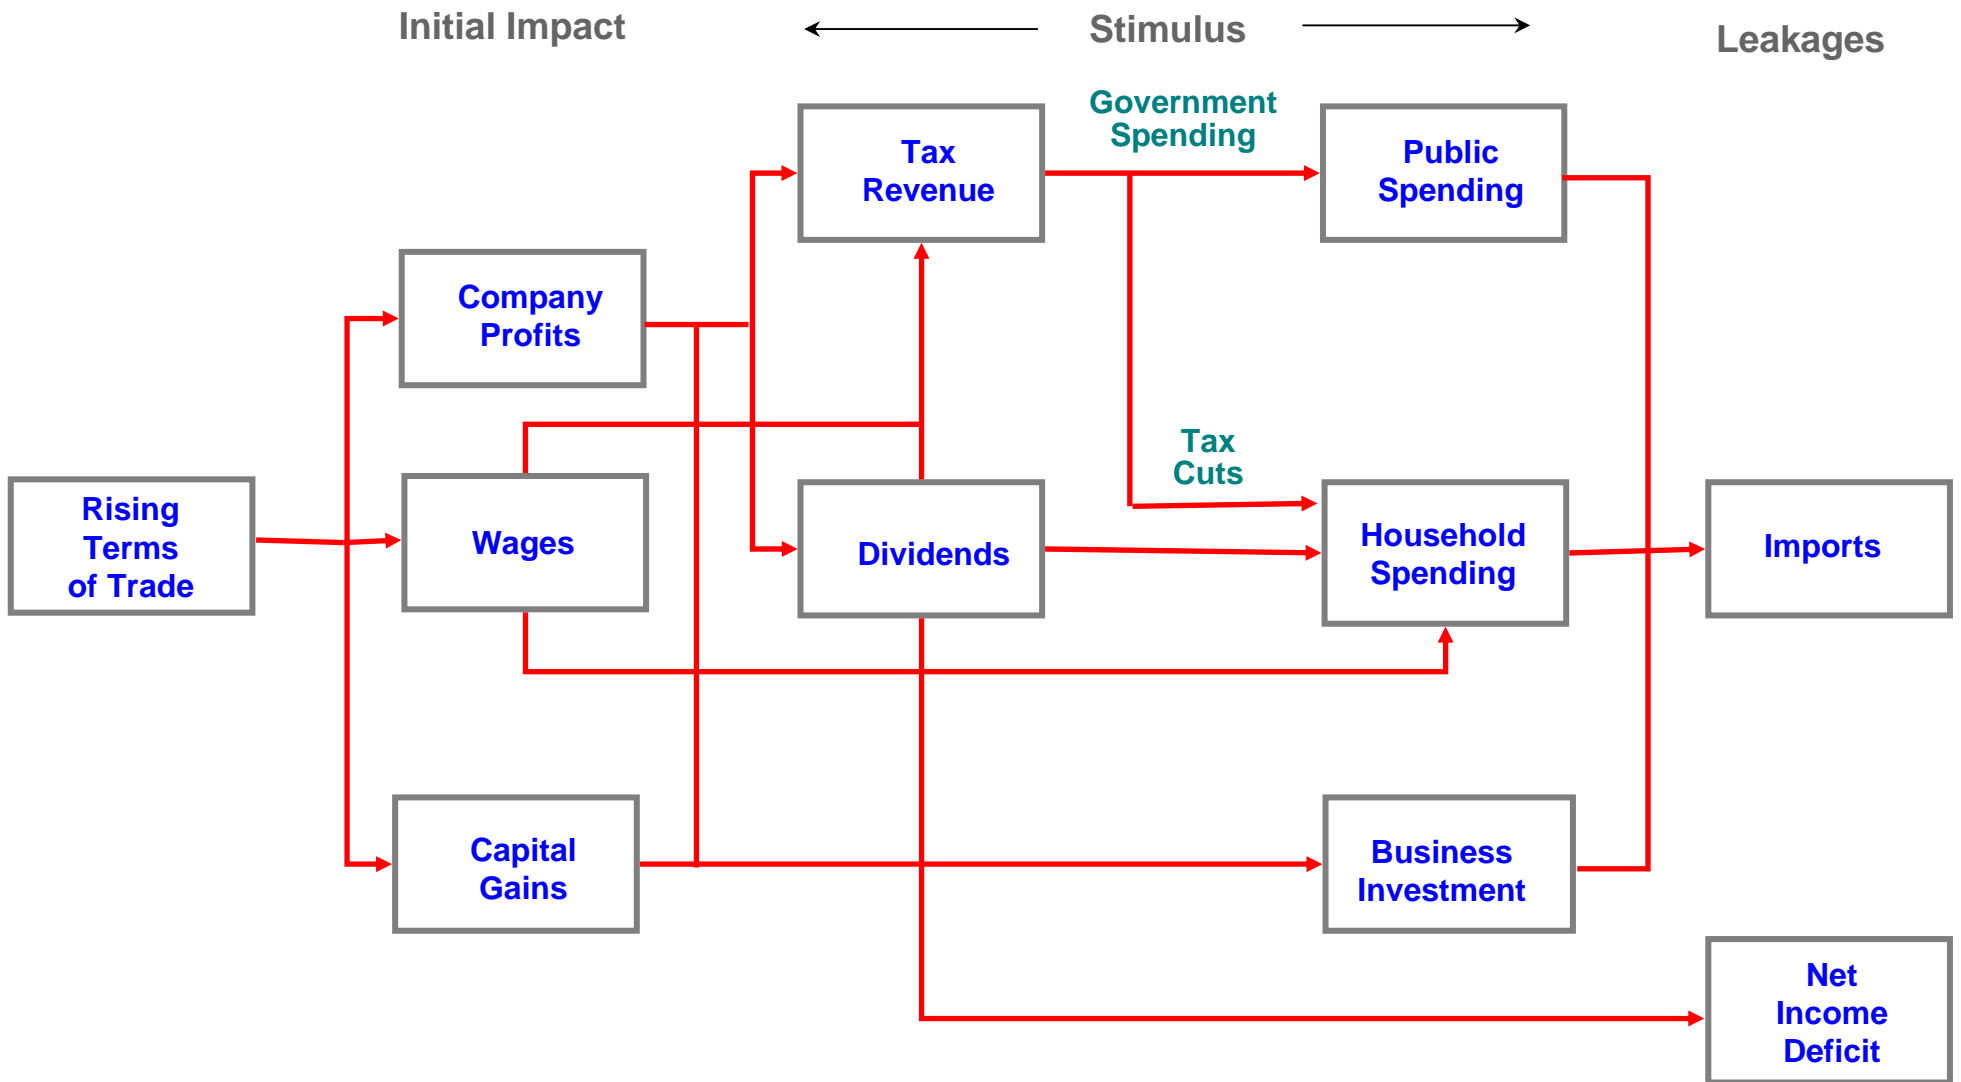 Initial Impact
Stimulus
Leakages
Government
Spending
Tax
Revenue
Public
Spending
Company
Profits
Tax
Cuts
Rising
Terms
of Trade
Wages
Dividends
Household
Spending
Imports
Capital
Gains
Business
Investment
Net
Income
Deficit